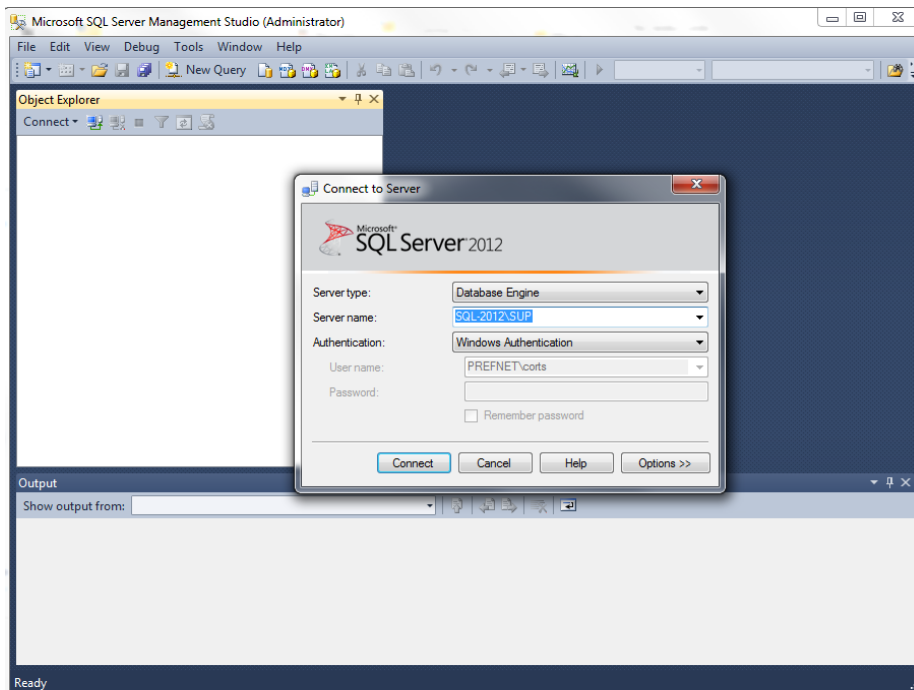 Microsoft SQL Server Management Studio (Administrator)
File Edit View Debug Tools Window Help
New Query
Object Explorer
Connect
Connect to Server
Microsoft
SQL Server 2012
Server type: Database Engine
Server name: SQL-2012\SUP
Authentication: Windows Authentication
User name: PREFNET\corts
Password:
Remember password
Connect Cancel Help Options >>
Output
Show output from:
Ready